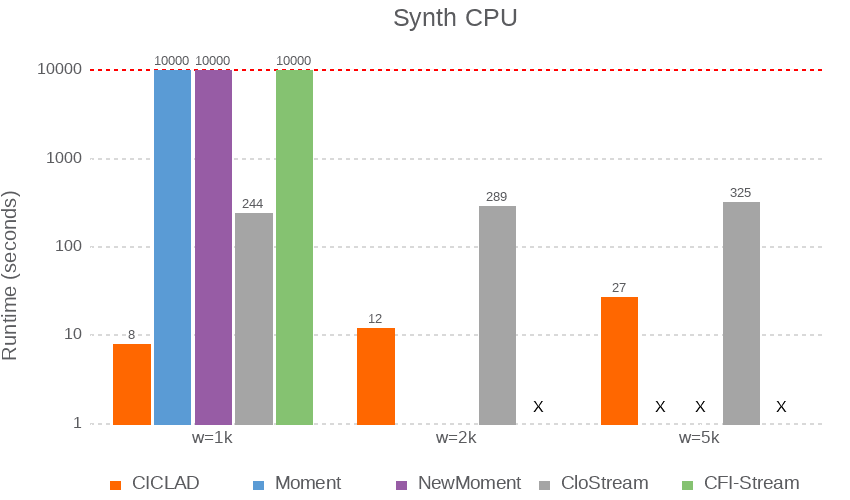 Synth CPU
Runtime (seconds)
10000
1000
100
10
1
8
10000
10000
244
10000
12
289
X
27
X
X
325
X
w=1k
w=2k
w=5k
CICLAD
Moment
NewMoment
CloStream
CFI-Stream